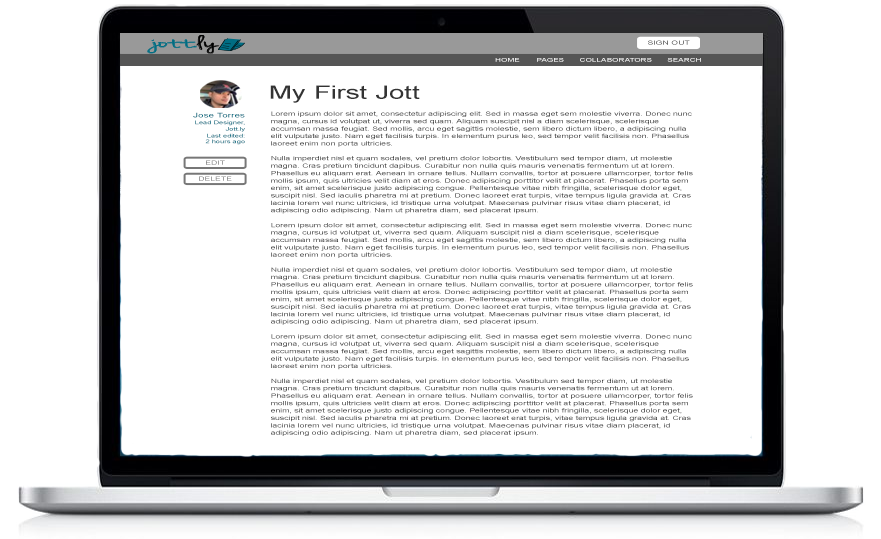 jottly
SIGN OUT
HOME PAGES COLLABORATORS SEARCH
Jose Torres
Lead Designer,
Jott.ly
Last edited:
2 hours ago
EDIT
DELETE
My First Jott
Lorem ipsum dolor sit amet, consectetur adipiscing elit. Sed in massa eget sem molestie viverra. Donec nunc
magna, cursus id volutpat ut, viverra sed quam. Aliquam suscipit nisl a diam scelerisque, scelerisque
accumsan massa feugiat. Sed mollis, arcu eget sagittis molestie, sem libero dictum libero, a adipiscing nulla
elit vulputate justo. Nam eget facilisis turpis. In elementum purus leo, sed tempor velit facilisis non. Phasellus
laoreet enim non porta ultricies.
Nulla imperdiet nisl et quam sodales, vel pretium dolor lobortis. Vestibulum sed tempor diam, ut molestie
magna. Cras pretium tincidunt dapibus. Curabitur non nulla quis mauris venenatis fermentum ut at lorem.
Phasellus eu aliquam erat. Aenean in ornare tellus. Nullam convallis, tortor at posuere ullamcorper, tortor felis
mollis ipsum, quis ultricies velit diam at eros. Donec adipiscing porttitor velit at placerat. Phasellus porta sem
enim, sit amet scelerisque justo adipiscing congue. Pellentesque vitae nibh fringilla, scelerisque dolor eget,
suscipit nisl. Sed iaculis pharetra mi at pretium. Donec laoreet erat turpis, vitae tempus ligula gravida at. Cras
lacinia lorem vel nunc ultricies, id tristique urna volutpat. Maecenas pulvinar risus vitae diam placerat, id
adipiscing odio adipiscing. Nam ut pharetra diam, sed placerat ipsum.
Lorem ipsum dolor sit amet, consectetur adipiscing elit. Sed in massa eget sem molestie viverra. Donec nunc
magna, cursus id volutpat ut, viverra sed quam. Aliquam suscipit nisl a diam scelerisque, scelerisque
accumsan massa feugiat. Sed mollis, arcu eget sagittis molestie, sem libero dictum libero, a adipiscing nulla
elit vulputate justo. Nam eget facilisis turpis. In elementum purus leo, sed tempor velit facilisis non. Phasellus
laoreet enim non porta ultricies.
Nulla imperdiet nisl et quam sodales, vel pretium dolor lobortis. Vestibulum sed tempor diam, ut molestie
magna. Cras pretium tincidunt dapibus. Curabitur non nulla quis mauris venenatis fermentum ut at lorem.
Phasellus eu aliquam erat. Aenean in ornare tellus. Nullam convallis, tortor at posuere ullamcorper, tortor felis
mollis ipsum, quis ultricies velit diam at eros. Donec adipiscing porttitor velit at placerat. Phasellus porta sem
enim, sit amet scelerisque justo adipiscing congue. Pellentesque vitae nibh fringilla, scelerisque dolor eget,
suscipit nisl. Sed iaculis pharetra mi at pretium. Donec laoreet erat turpis, vitae tempus ligula gravida at. Cras
lacinia lorem vel nunc ultricies, id tristique urna volutpat. Maecenas pulvinar risus vitae diam placerat, id
adipiscing odio adipiscing. Nam ut pharetra diam, sed placerat ipsum.
Lorem ipsum dolor sit amet, consectetur adipiscing elit. Sed in massa eget sem molestie viverra. Donec nunc
magna, cursus id volutpat ut, viverra sed quam. Aliquam suscipit nisl a diam scelerisque, scelerisque
accumsan massa feugiat. Sed mollis, arcu eget sagittis molestie, sem libero dictum libero, a adipiscing nulla
elit vulputate justo. Nam eget facilisis turpis. In elementum purus leo, sed tempor velit facilisis non. Phasellus
laoreet enim non porta ultricies.
Nulla imperdiet nisl et quam sodales, vel pretium dolor lobortis. Vestibulum sed tempor diam, ut molestie
magna. Cras pretium tincidunt dapibus. Curabitur non nulla quis mauris venenatis fermentum ut at lorem.
Phasellus eu aliquam erat. Aenean in ornare tellus. Nullam convallis, tortor at posuere ullamcorper, tortor felis
mollis ipsum, quis ultricies velit diam at eros. Donec adipiscing porttitor velit at placerat. Phasellus porta sem
enim, sit amet scelerisque justo adipiscing congue. Pellentesque vitae nibh fringilla, scelerisque dolor eget,
suscipit nisl. Sed iaculis pharetra mi at pretium. Donec laoreet erat turpis, vitae tempus ligula gravida at. Cras
lacinia lorem vel nunc ultricies, id tristique urna volutpat. Maecenas pulvinar risus vitae diam placerat, id
adipiscing odio adipiscing. Nam ut pharetra diam, sed placerat ipsum.